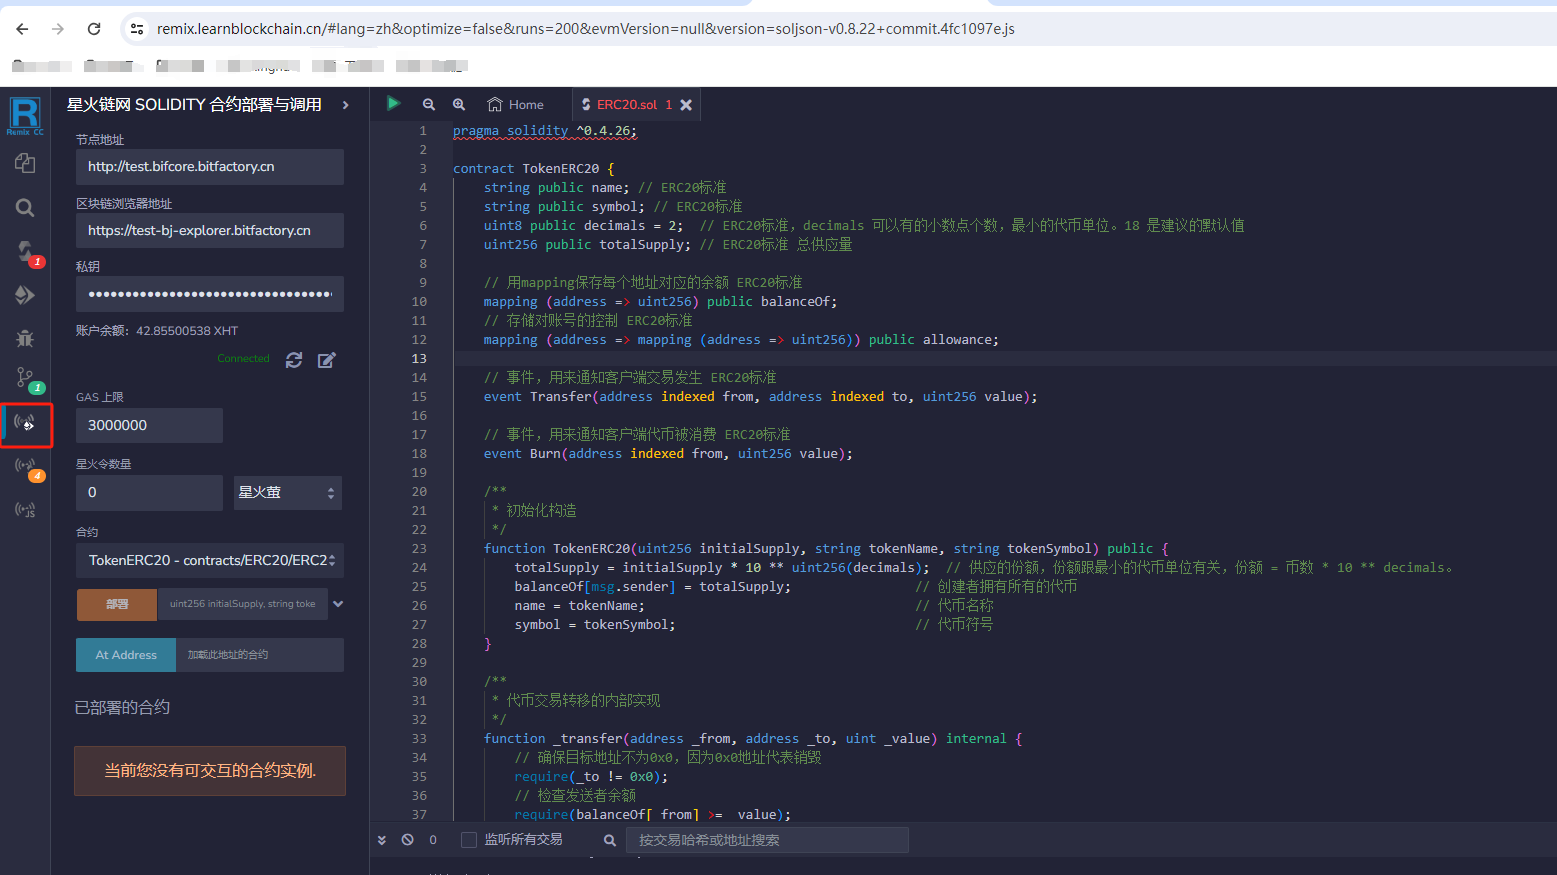 remix.learnblockchain.cn/#lang=zh&optimize=false&runs=200&evmVersion=null&version=soljson-v0.8.22+commit.4fc1097e.js
Remix CC
星火链网 SOLIDITY 合约部署与调用
节点地址
http://test.bifcore.bitfactory.cn
区块链浏览器地址
https://test-bj-explorer.bitfactory.cn
私钥
••••••••••••••••••••••••••••••••••
账户余额：42.85500538 XHT
Connected
GAS 上限
3000000
星火令数量
0 星火萤
合约
TokenERC20 - contracts/ERC20/ERC2
部署 uint256 initialSupply, string toke
At Address 加载此地址的合约
已部署的合约
当前您没有可交互的合约实例.
1
1
4
JS
Home ERC20.sol 1
1 pragma solidity ^0.4.26;
2
3 contract TokenERC20 {
4 string public name; // ERC20标准
5 string public symbol; // ERC20标准
6 uint8 public decimals = 2; // ERC20标准，decimals 可以有的小数点个数，最小的代币单位。18 是建议的默认值
7 uint256 public totalSupply; // ERC20标准 总供应量
8
9 // 用mapping保存每个地址对应的余额 ERC20标准
10 mapping (address => uint256) public balanceOf;
11 // 存储对账号的控制 ERC20标准
12 mapping (address => mapping (address => uint256)) public allowance;
13
14 // 事件，用来通知客户端交易发生 ERC20标准
15 event Transfer(address indexed from, address indexed to, uint256 value);
16
17 // 事件，用来通知客户端代币被消费 ERC20标准
18 event Burn(address indexed from, uint256 value);
19
20 /**
21 * 初始化构造
22 */
23 function TokenERC20(uint256 initialSupply, string tokenName, string tokenSymbol) public {
24 totalSupply = initialSupply * 10 ** uint256(decimals); // 供应的份额，份额跟最小的代币单位有关，份额 = 币数 * 10 ** decimals。
25 balanceOf[msg.sender] = totalSupply; // 创建者拥有所有的代币
26 name = tokenName; // 代币名称
27 symbol = tokenSymbol; // 代币符号
28 }
29
30 /**
31 * 代币交易转移的内部实现
32 */
33 function _transfer(address _from, address _to, uint _value) internal {
34 // 确保目标地址不为0x0，因为0x0地址代表销毁
35 require(_to != 0x0);
36 // 检查发送者余额
37 require(balanceOf[_from] >= _value);
0 监听所有交易 按交易哈希或地址搜索